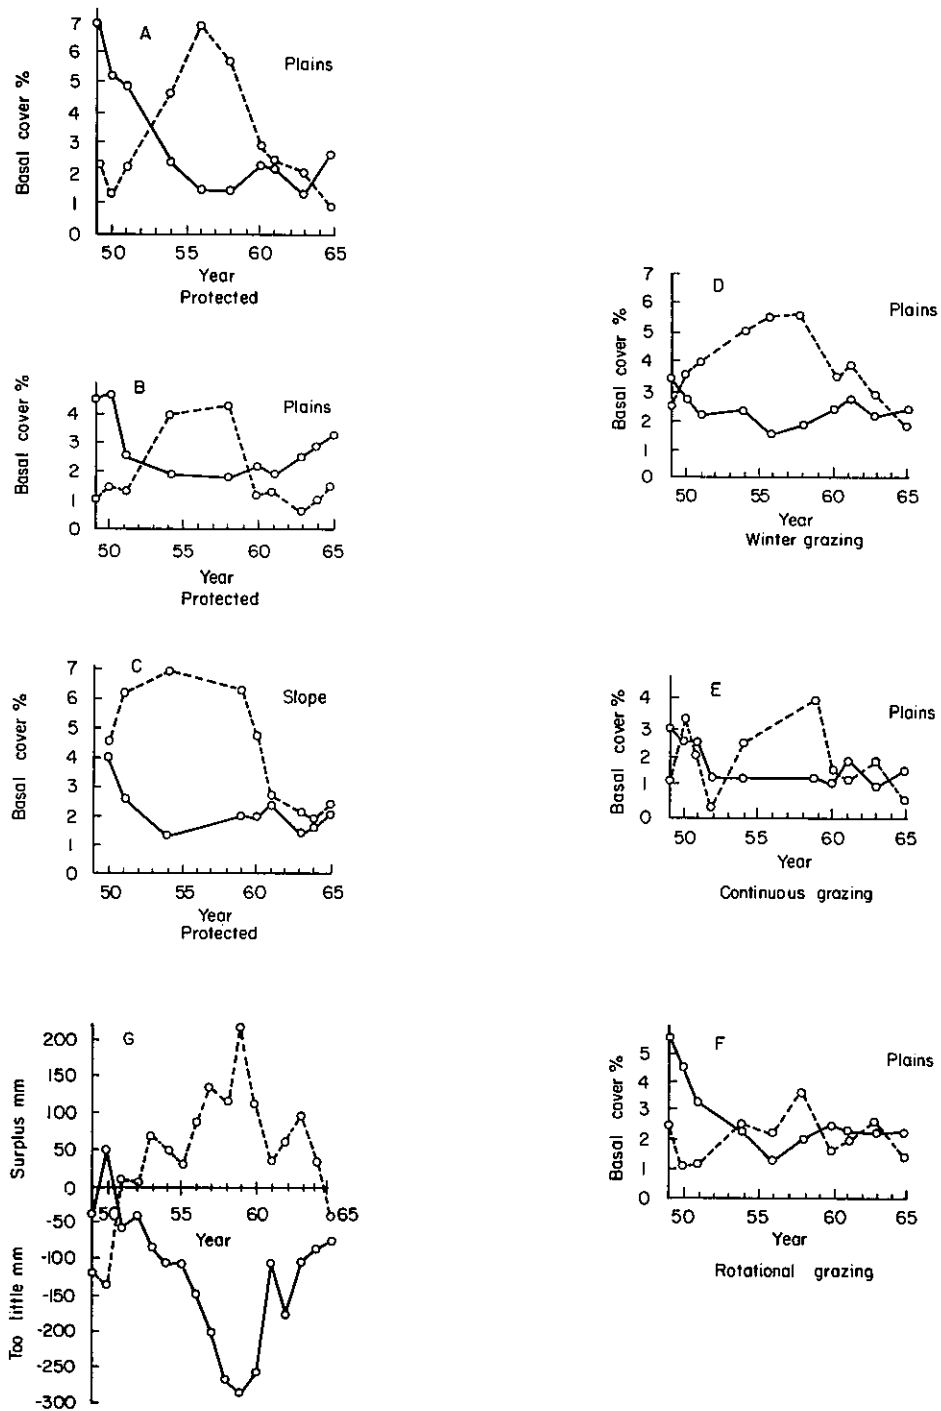 A
Plains
Basal cover %
7
6
5
4
3
2
1
0
50 55 60 65
Year
Protected
B
Plains
Basal cover %
4
3
2
1
0
50 55 60 65
Year
Protected
C
Slope
Basal cover %
7
6
5
4
3
2
1
0
50 55 60 65
Year
Protected
G
Surplus mm
Too little mm
200
150
100
50
0
-50
-100
-150
-200
-250
-300
50 55 60 65
Year
D
Plains
Basal cover %
7
6
5
4
3
2
1
0
50 55 60 65
Year
Winter grazing
E
Plains
Basal cover %
4
3
2
1
0
50 55 60 65
Year
Continuous grazing
F
Plains
Basal cover %
5
4
3
2
1
0
50 55 60 65
Year
Rotational grazing